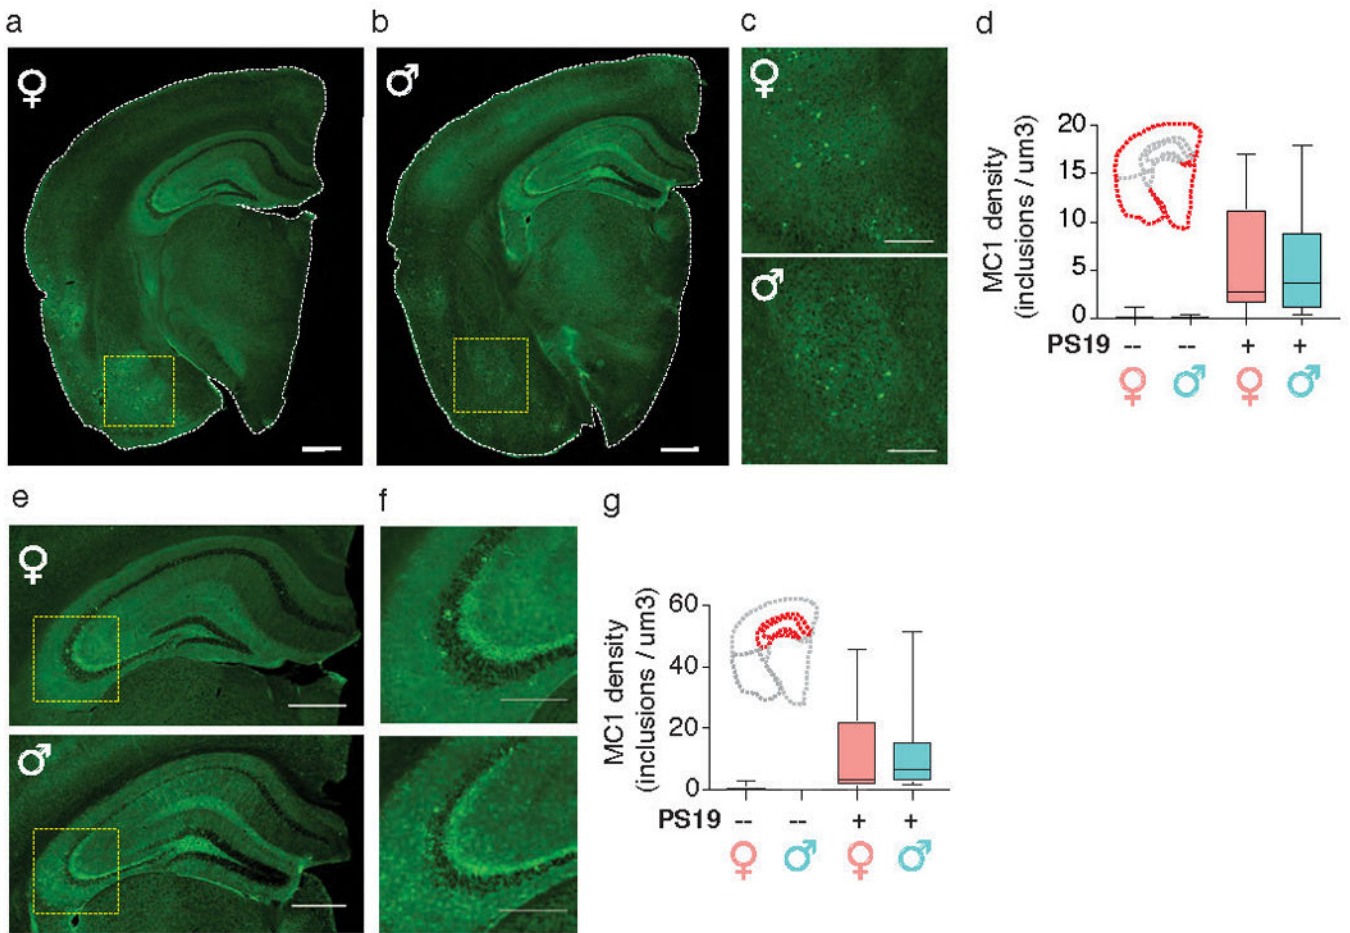 a
b
c
d
♀
♂
♀
♂
MC1 density
(inclusions / um3)
20
15
10
5
0
PS19 -- -- + +
♀ ♂ ♀ ♂
e
f
g
♀
♂
MC1 density
(inclusions / um3)
60
40
20
0
PS19 -- -- + +
♀ ♂ ♀ ♂